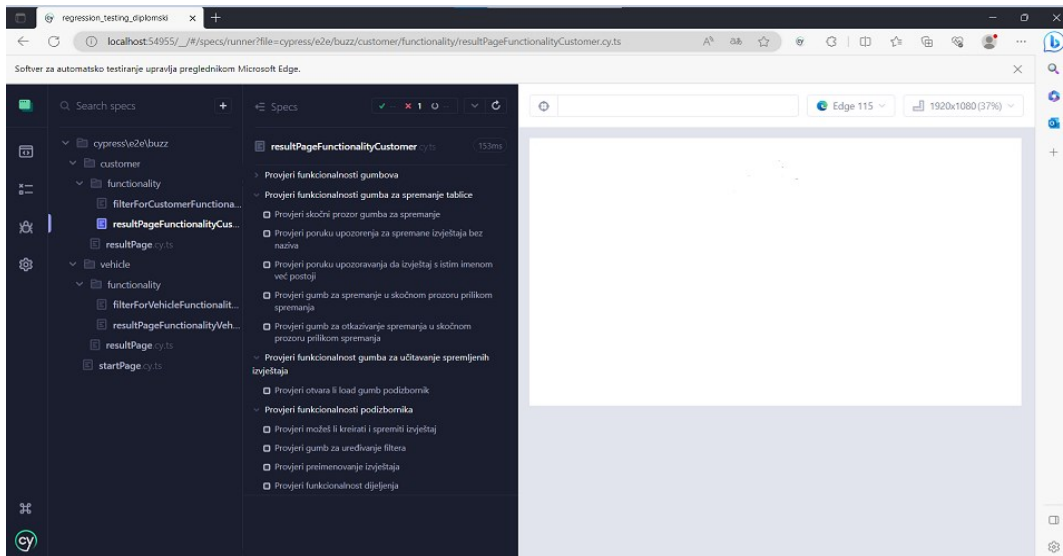 regression_testing_diplomski
localhost:54955/__/#/specs/runner?file=cypress/e2e/buzz/customer/functionality/resultPageFunctionalityCustomer.cy.ts
Softver za automatsko testiranje upravlja preglednikom Microsoft Edge.
Search specs
cypress\e2e\buzz
customer
functionality
filterForCustomerFunctiona...
resultPageFunctionalityCus...
resultPage.cy.ts
vehicle
functionality
filterForVehicleFunctionalit...
resultPageFunctionalityVeh...
resultPage.cy.ts
startPage.cy.ts
Specs
-- 1 --
resultPageFunctionalityCustomer.cy.ts 153ms
Provjeri funkcionalnosti gumbova
Provjeri funkcionalnosti gumba za spremanje tablice
Provjeri skočni prozor gumba za spremanje
Provjeri poruku upozorenja za spremane izvještaja bez
naziva
Provjeri poruku upozoravanja da izvještaj s istim imenom
već postoji
Provjeri gumb za spremanje u skočnom prozoru prilikom
spremanja
Provjeri gumb za otkazivanje spremanja u skočnom
prozoru prilikom spremanja
Provjeri funkcionalnost gumba za učitavanje spremljenih
izvještaja
Provjeri otvara li load gumb podizbornik
Provjeri funkcionalnosti podizbornika
Provjeri možeš li kreirati i spremiti izvještaj
Provjeri gumb za uređivanje filtera
Provjeri preimenovanje izvještaja
Provjeri funkcionalnost dijeljenja
Edge 115
1920x1080 (37%)
cy